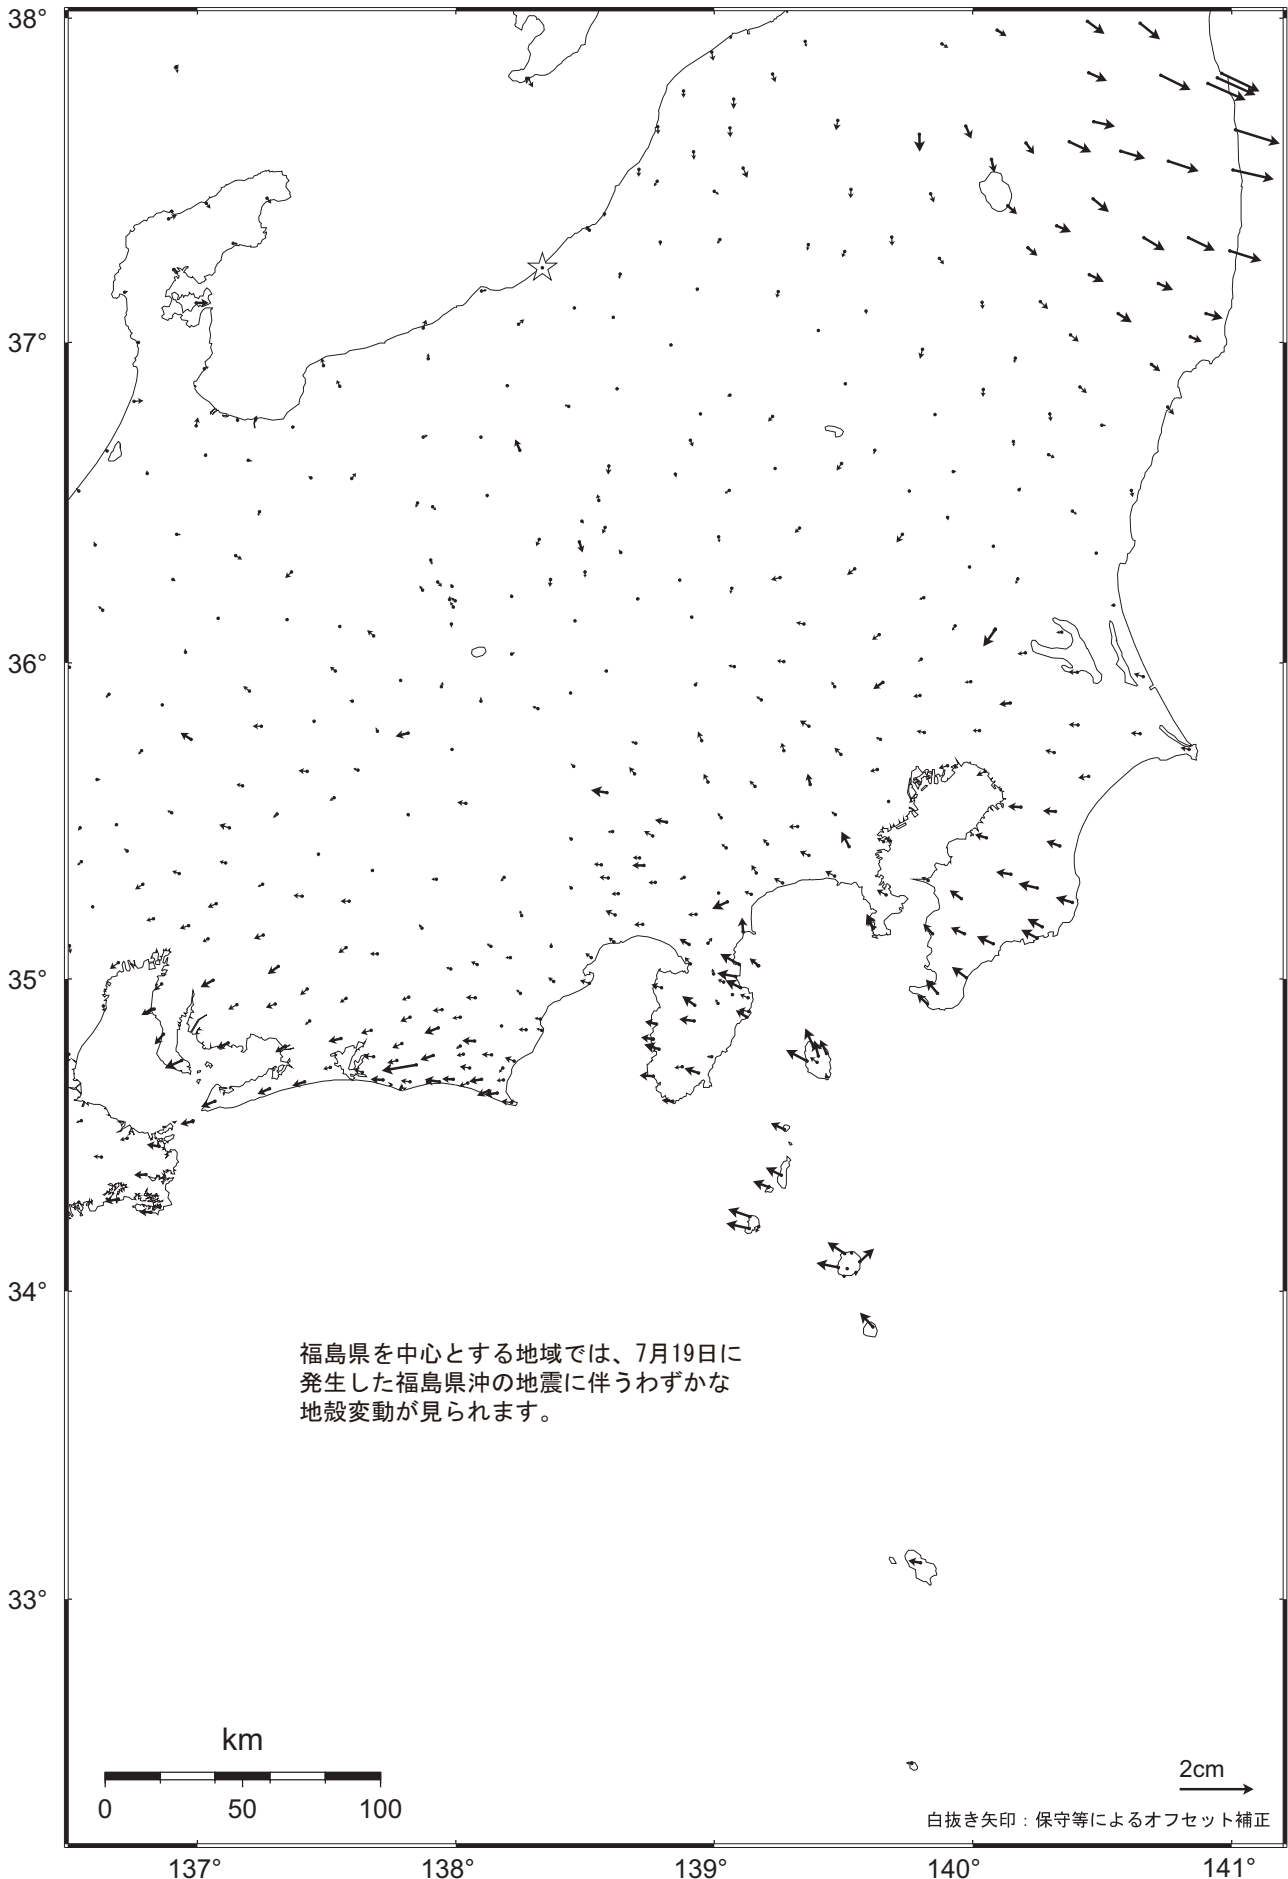 38°
37°
36°
35°
34°
福島県を中心とする地域では、7月19日に
発生した福島県沖の地震に伴うわずかな
地殻変動が見られます。
33°
km
0 50 100
2cm
白抜き矢印：保守等によるオフセット補正
137° 138° 139° 140° 141°